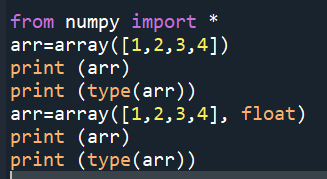 from numpy import *
arr=array([1,2,3,4])
print (arr)
print (type(arr))
arr=array([1,2,3,4], float)
print (arr)
print (type(arr))